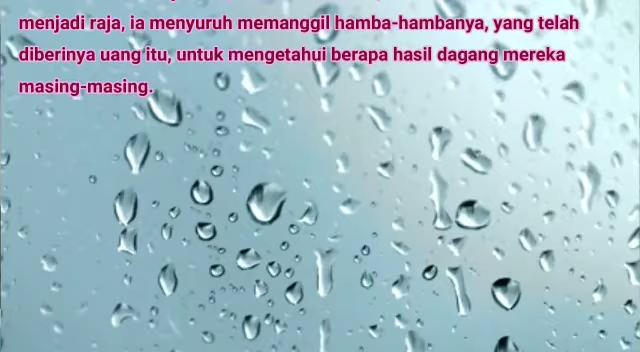 menjadi raja, ia menyuruh memanggil hamba-hambanya, yang telah
diberinya uang itu, untuk mengetahui berapa hasil dagang mereka
masing-masing.